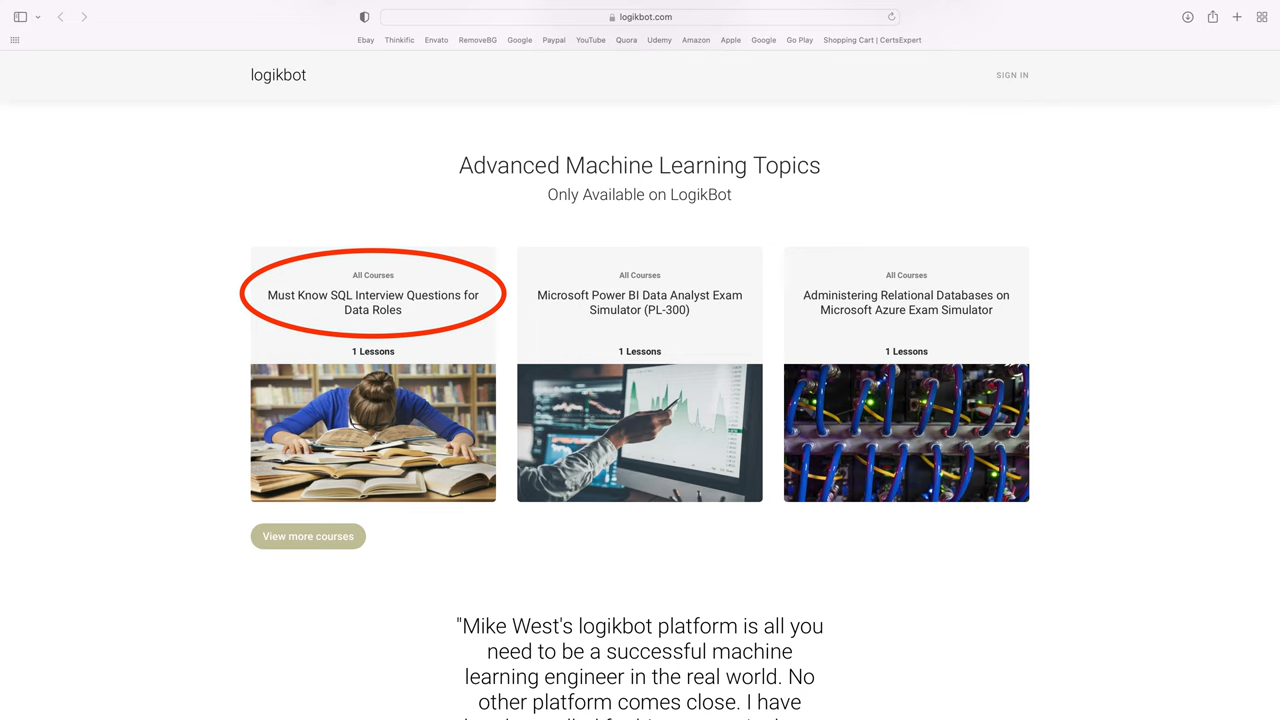 logikbot.com
Ebay Thinkific Envato RemoveBG Google Paypal YouTube Quora Udemy Amazon Apple Google Go Play Shopping Cart | CertsExpert
logikbot
SIGN IN
Advanced Machine Learning Topics
Only Available on LogikBot
All Courses
Must Know SQL Interview Questions for
Data Roles
1 Lessons
All Courses
Microsoft Power BI Data Analyst Exam
Simulator (PL-300)
1 Lessons
All Courses
Administering Relational Databases on
Microsoft Azure Exam Simulator
1 Lessons
View more courses
"Mike West's logikbot platform is all you
need to be a successful machine
learning engineer in the real world. No
other platform comes close. I have